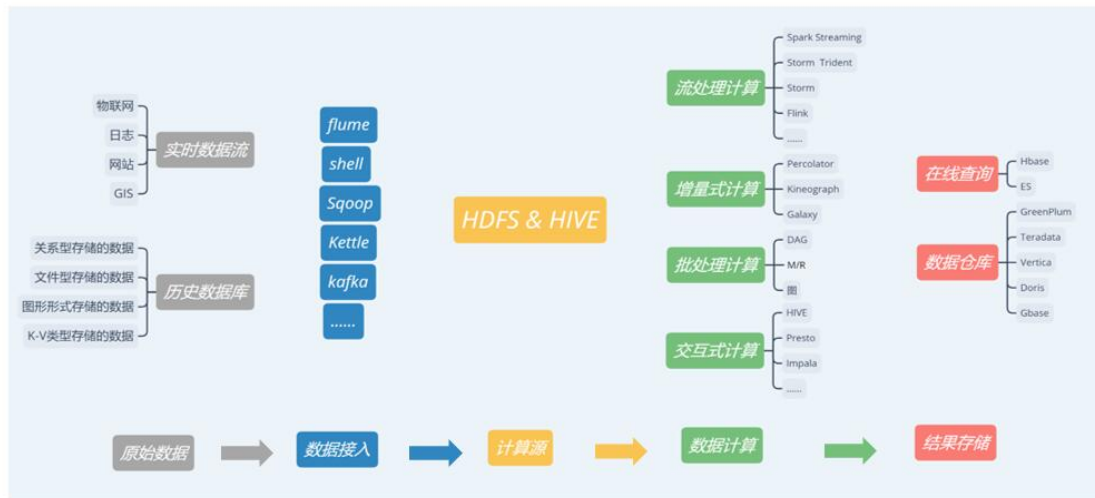 物联网
日志
网站
GIS
实时数据流
关系型存储的数据
文件型存储的数据
图形形式存储的数据
K-V类型存储的数据
历史数据库
flume
shell
Sqoop
Kettle
kafka
......
HDFS & HIVE
流处理计算
Spark Streaming
Storm Trident
Storm
Flink
......
增量式计算
Percolator
Kineograph
Galaxy
批处理计算
DAG
M/R
图
交互式计算
HIVE
Presto
Impala
......
在线查询
Hbase
ES
数据仓库
GreenPlum
Teradata
Vertica
Doris
Gbase
原始数据
数据接入
计算源
数据计算
结果存储